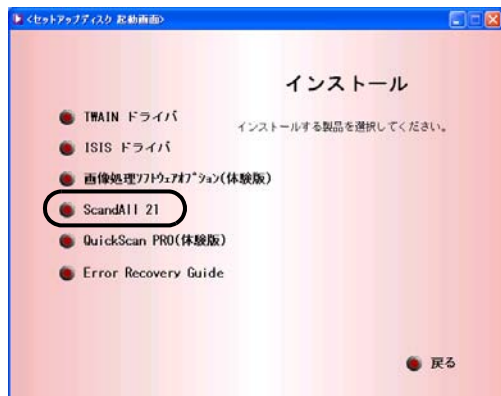 <セットアップディスク 起動画面>
インストール
インストールする製品を選択してください。
TWAIN ドライバ
ISIS ドライバ
画像処理ソフトウェアオプション(体験版)
ScandAll 21
QuickScan PRO(体験版)
Error Recovery Guide
戻る